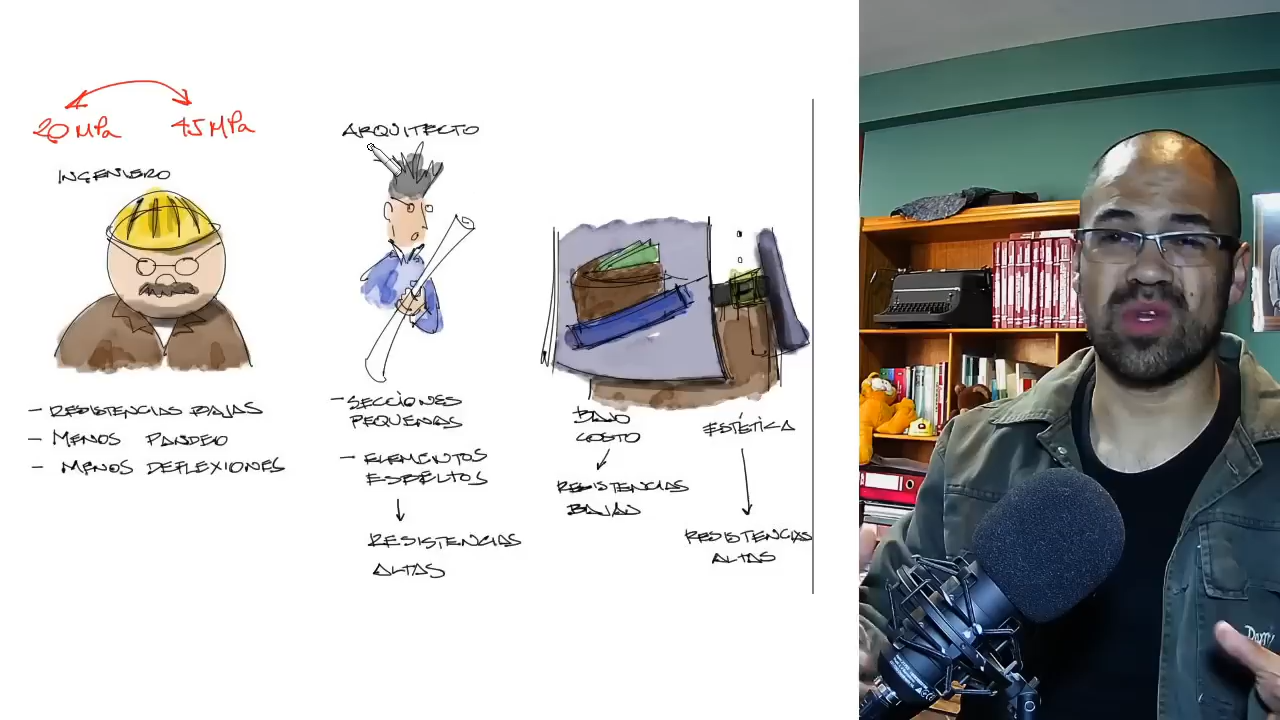 20 MPa
45 MPa
INGENIERO
- RESISTENCIAS BAJAS
- MENOS PANDEO
- MENOS DEFLEXIONES
ARQUITECTO
- SECCIONES
PEQUEÑAS
- ELEMENTOS
ESBELTOS
RESISTENCIAS
ALTAS
BAJO
COSTO
RESISTENCIAS
BAJAS
ESTÉTICA
RESISTENCIAS
ALTAS